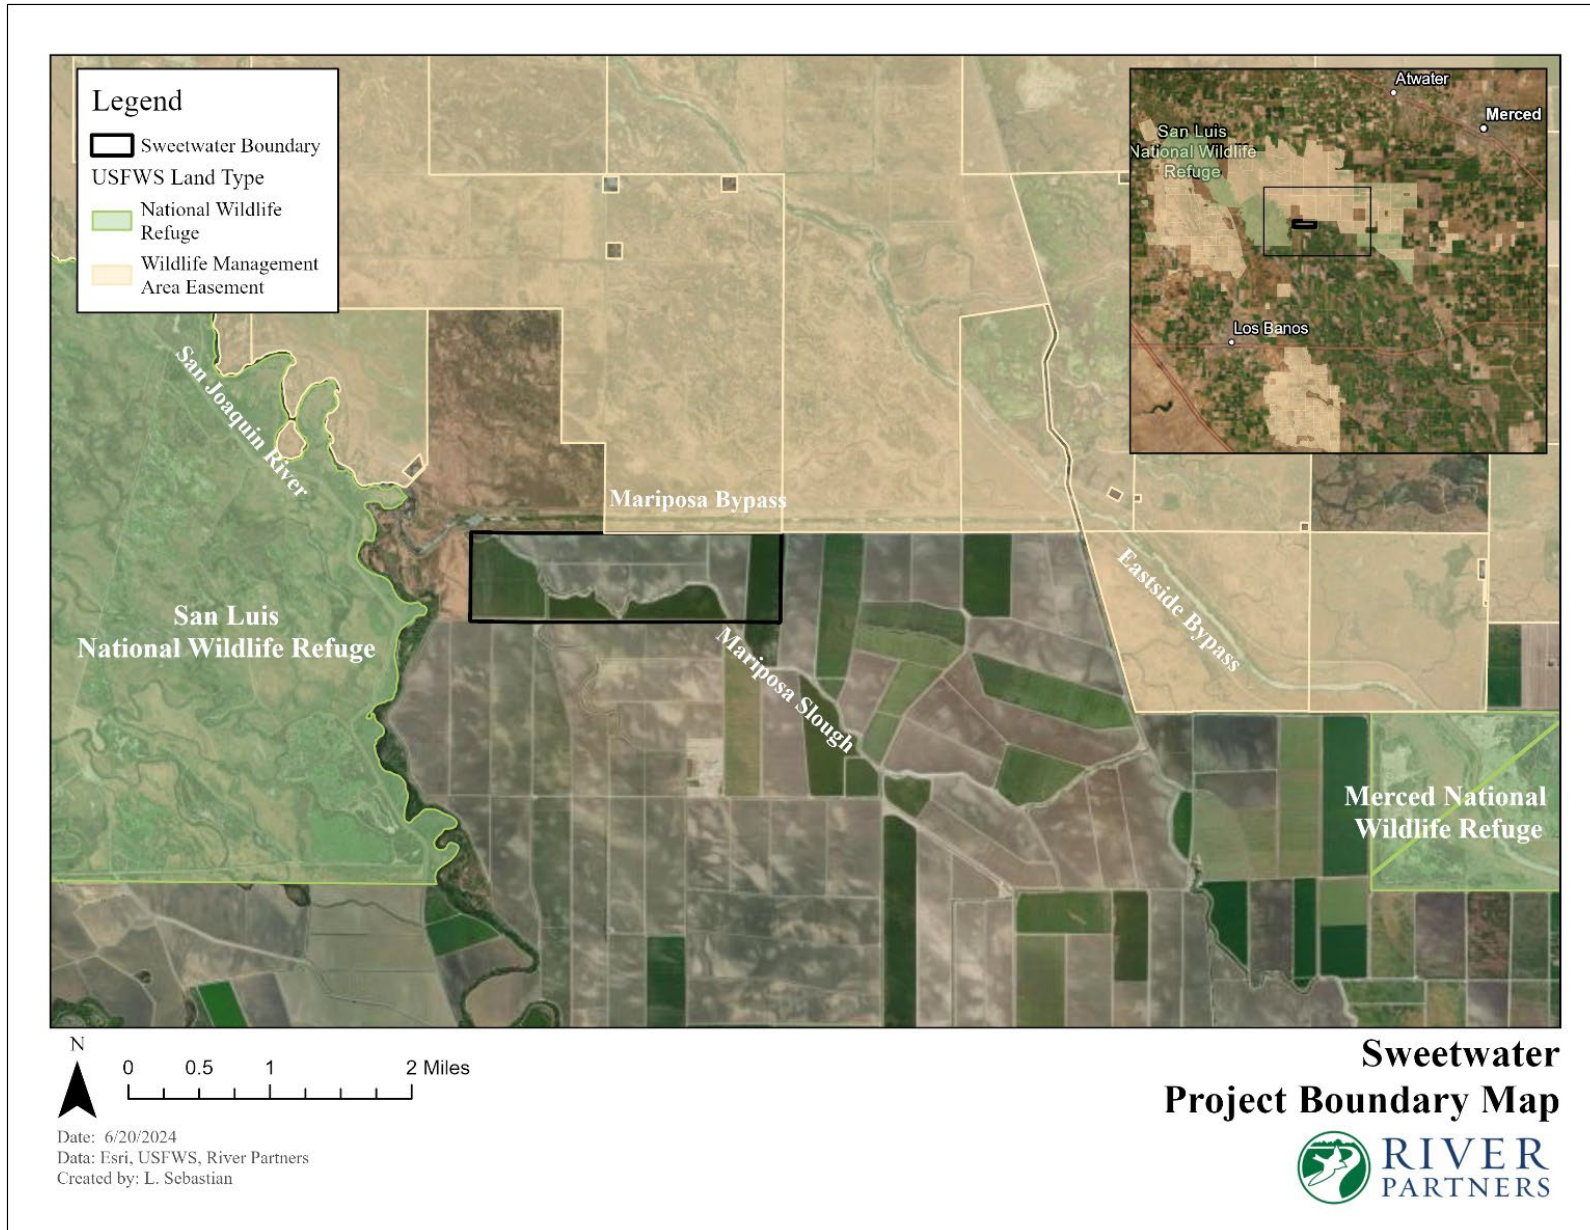 Legend
Sweetwater Boundary
USFWS Land Type
National Wildlife
Refuge
Wildlife Management
Area Easement
Atwater
Merced
San Luis
National Wildlife
Refuge
Los Banos
San Joaquin River
Mariposa Bypass
Eastside Bypass
San Luis
National Wildlife Refuge
Mariposa Slough
Merced National
Wildlife Refuge
N
0 0.5 1 2 Miles
Date: 6/20/2024
Data: Esri, USFWS, River Partners
Created by: L. Sebastian
Sweetwater
Project Boundary Map
RIVER
PARTNERS